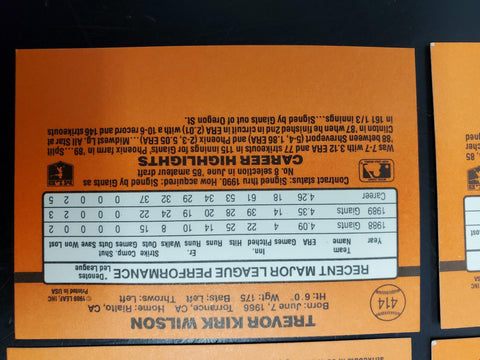 414
TREVOR KIRK WILSON
Born: June 7, 1966 Torrance, CA Home: Rialto, CA
Ht: 6'0" Wgt: 175 Bats: Left Throws: Left
© 1989 LEAF, INC.
Printed in USA
RECENT MAJOR LEAGUE PERFORMANCE
*Denotes Led League
Year Team Name ERA G Inn. Pitched Hits Er. Runs Walks Strike Outs Comp. Games Shut Outs Saves Won Lost
1988 Giants 4.09 4 22 25 10 8 15 0 0 0 0 2
1989 Giants 4.35 14 39 28 19 24 22 0 0 0 2 3
Career 4.26 18 61 53 29 32 37 0 0 0 2 5
Contract status: Signed thru 1990. How acquired: Signed by Giants as
No. 8 selection in June '85 amateur draft
CAREER HIGHLIGHTS
Was 7-7 with 3.12 ERA and 77 strikeouts in 115 innings for Phoenix farm in '89...Split
'88 between Shreveport (5-4, 1.86 ERA) and Phoenix (2-3, 5.05 ERA)...Midwest Lg. All-Star at
Clinton in '87 when he finished 2nd in circuit in ERA (2.01) with a 10-6 record and 146 strikeouts
in 161 1/3 innings...Signed by Giants out of Oregon St.